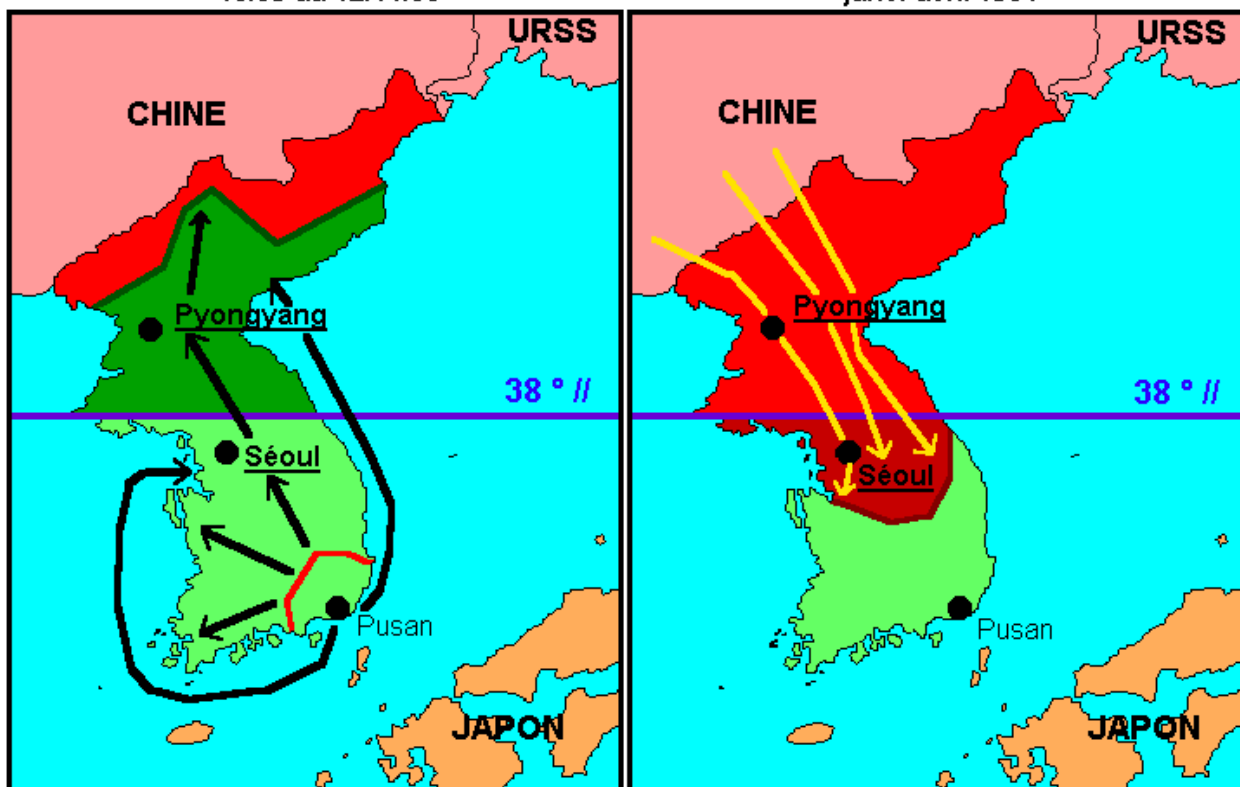 URSS
CHINE
Pyongyang
38 ° //
Séoul
Pusan
JAPON
URSS
CHINE
Pyongyang
38 ° //
Séoul
Pusan
JAPON